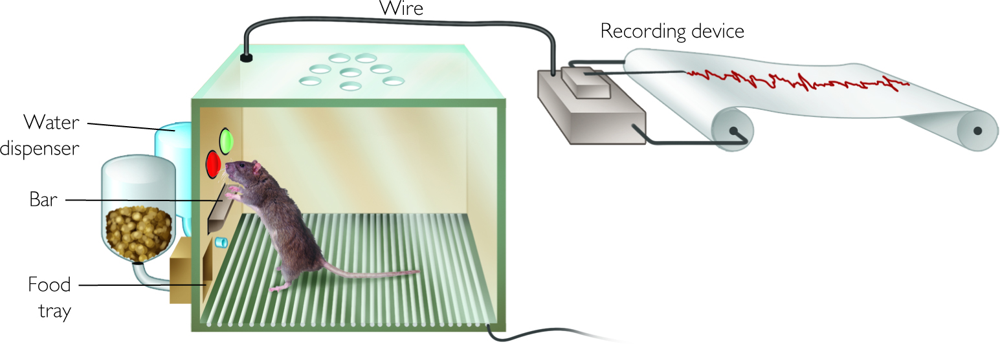 Wire
Recording device
Water
dispenser
Bar
Food
tray